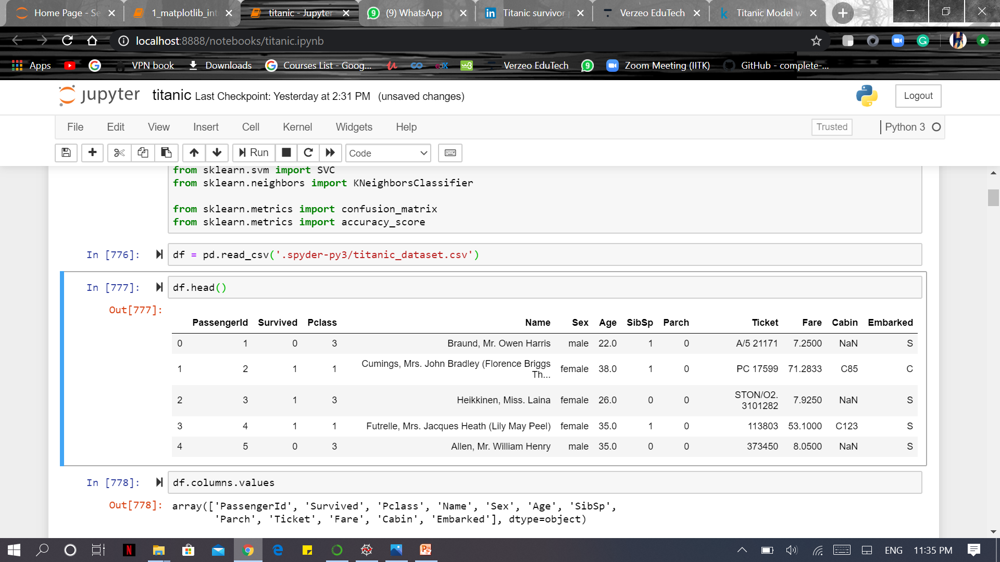 Home Page - Se
1_matplotlib_int
titanic - Jupyter
(9) WhatsApp
Titanic survivor
Verzeo EduTech
Titanic Model w
localhost:8888/notebooks/titanic.ipynb
Apps
VPN book
Downloads
Courses List - Goog...
Verzeo EduTech
9
Zoom Meeting (IITK)
GitHub - complete-...
jupyter titanic Last Checkpoint: Yesterday at 2:31 PM (unsaved changes)
Logout
File Edit View Insert Cell Kernel Widgets Help
Trusted
Python 3
Run
Code
from sklearn.svm import SVC
from sklearn.neighbors import KNeighborsClassifier
from sklearn.metrics import confusion_matrix
from sklearn.metrics import accuracy_score
In [776]: df = pd.read_csv('.spyder-py3/titanic_dataset.csv')
In [777]: df.head()
Out[777]:
PassengerId Survived Pclass Name Sex Age SibSp Parch Ticket Fare Cabin Embarked
0 1 0 3 Braund, Mr. Owen Harris male 22.0 1 0 A/5 21171 7.2500 NaN S
1 2 1 1 Cumings, Mrs. John Bradley (Florence Briggs Th... female 38.0 1 0 PC 17599 71.2833 C85 C
2 3 1 3 Heikkinen, Miss. Laina female 26.0 0 0 STON/O2. 3101282 7.9250 NaN S
3 4 1 1 Futrelle, Mrs. Jacques Heath (Lily May Peel) female 35.0 1 0 113803 53.1000 C123 S
4 5 0 3 Allen, Mr. William Henry male 35.0 0 0 373450 8.0500 NaN S
In [778]: df.columns.values
Out[778]: array(['PassengerId', 'Survived', 'Pclass', 'Name', 'Sex', 'Age', 'SibSp',
'Parch', 'Ticket', 'Fare', 'Cabin', 'Embarked'], dtype=object)
ENG 11:35 PM